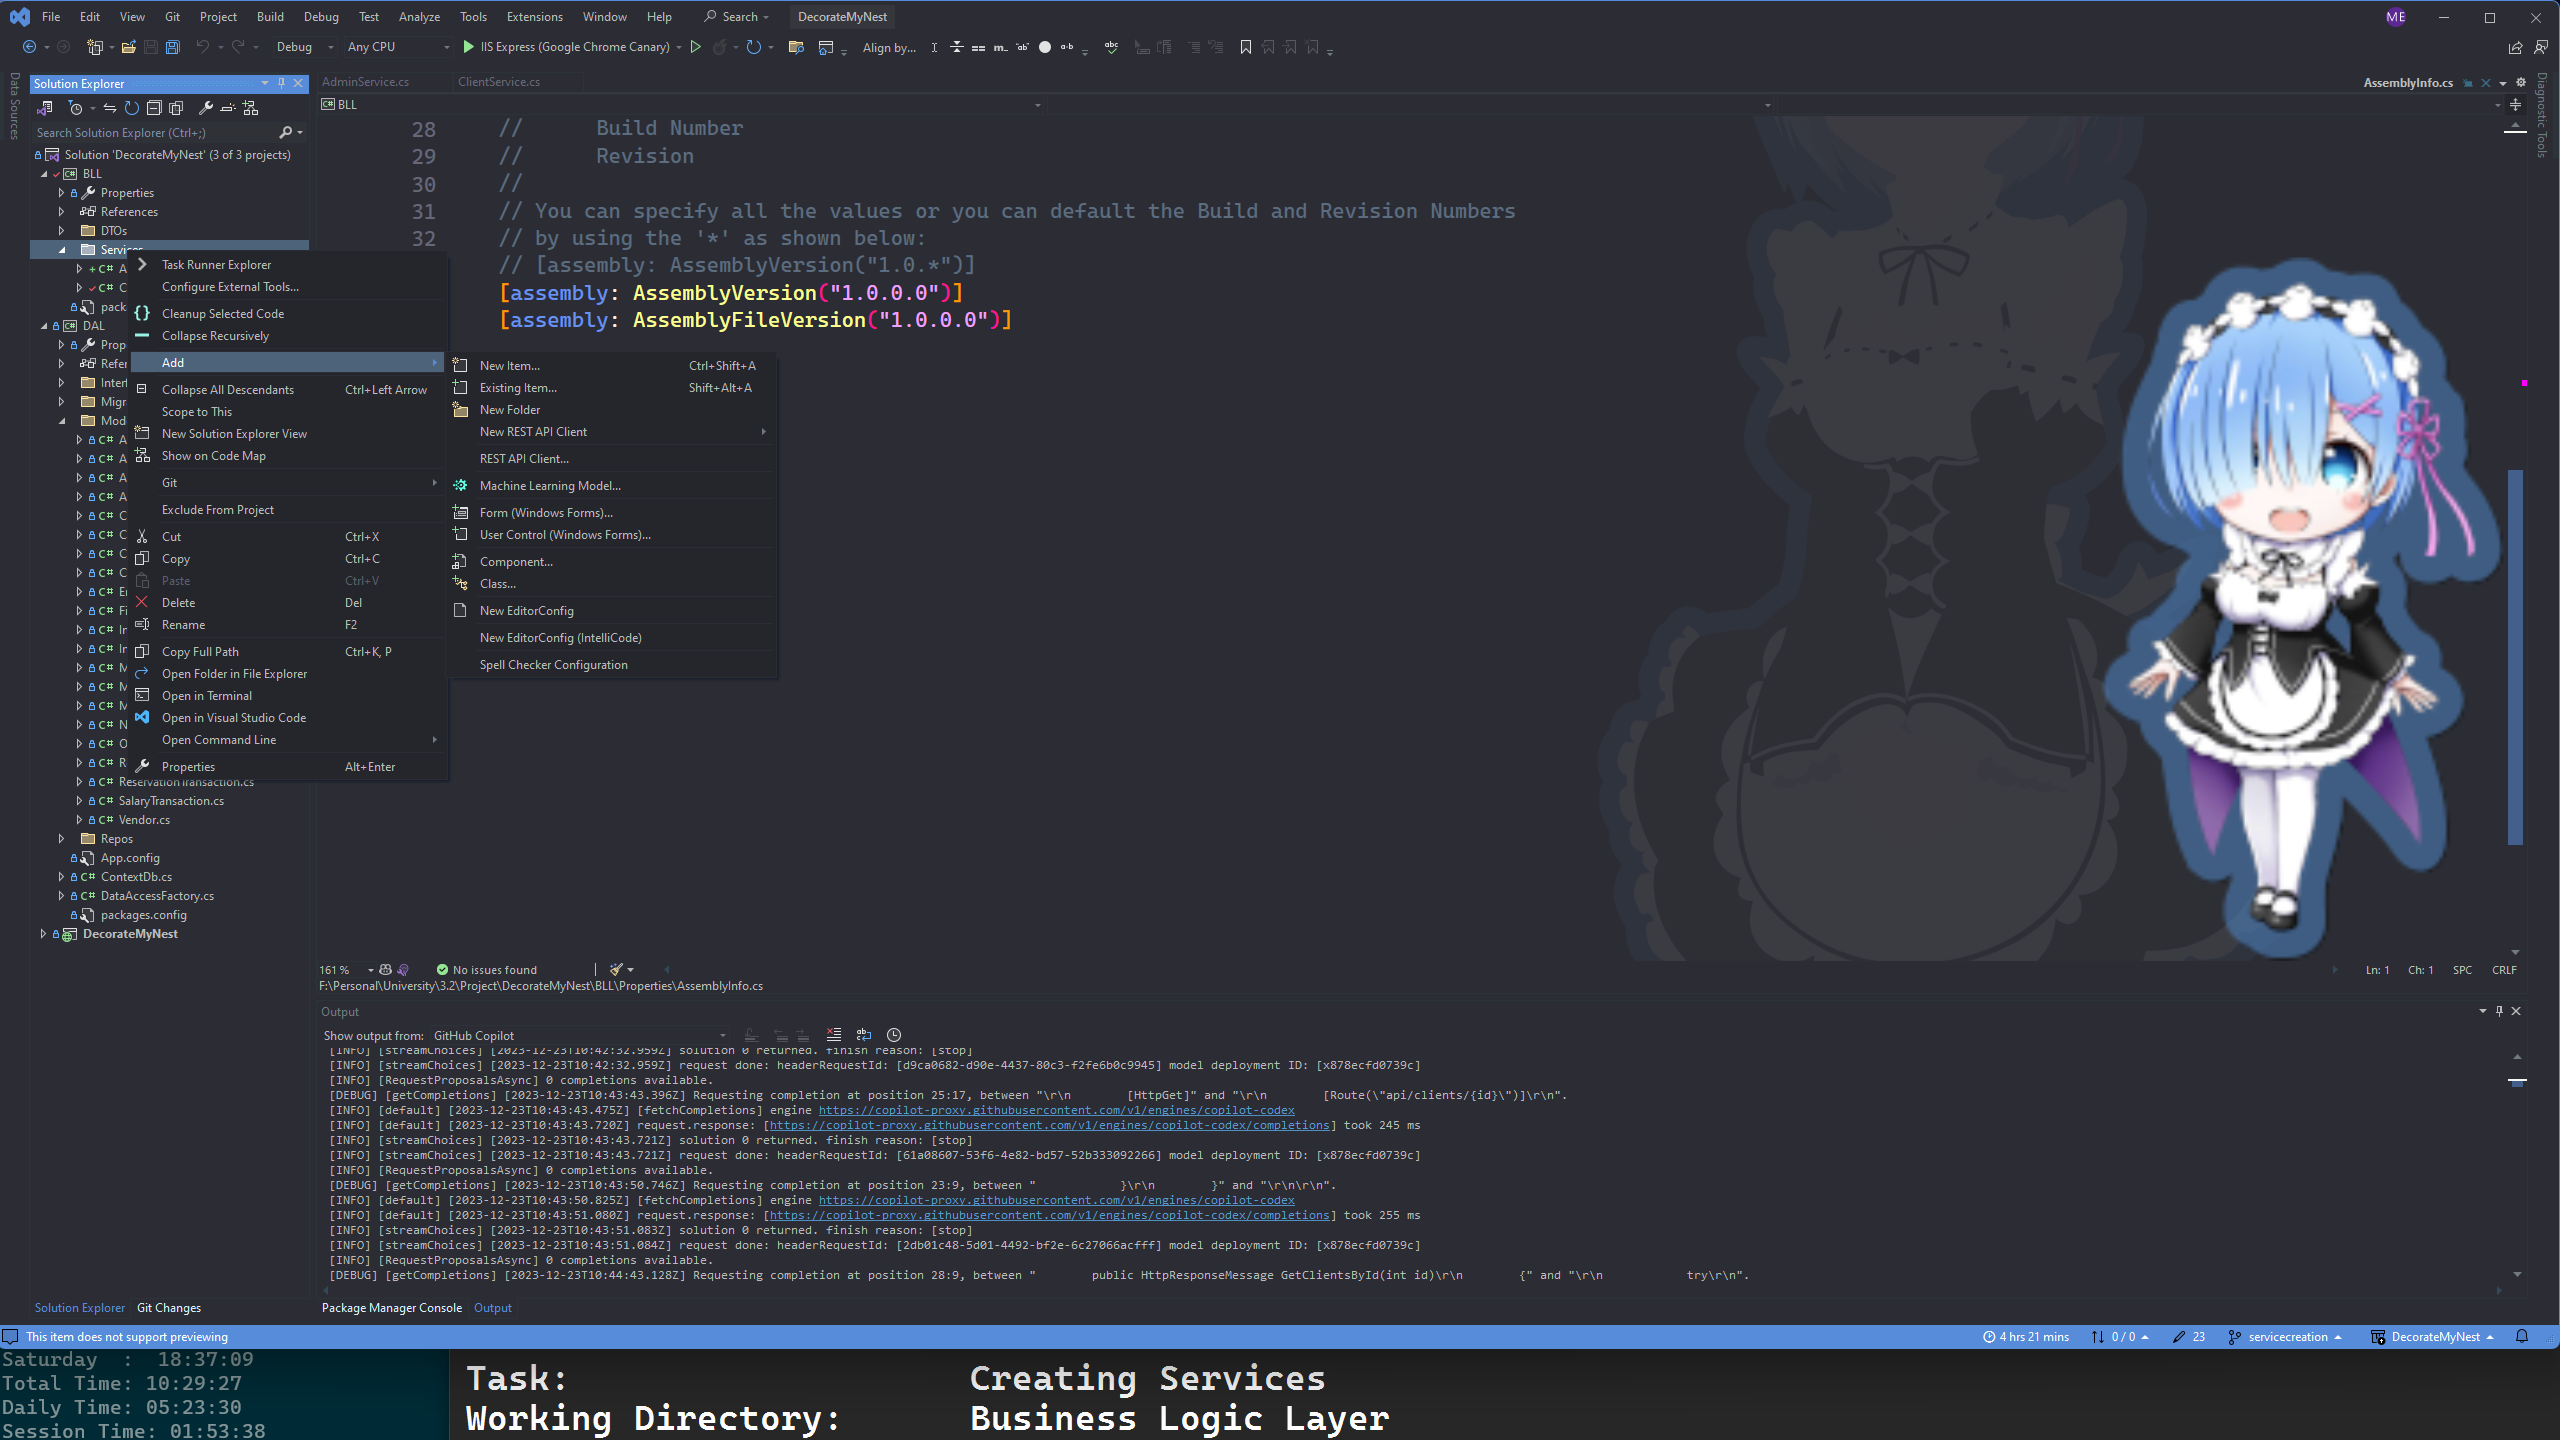 File Edit View Git Project Build Debug Test Analyze Tools Extensions Window Help Search DecorateMyNest ME
Debug Any CPU IIS Express (Google Chrome Canary) Align by...
Data Sources
Solution Explorer
Search Solution Explorer (Ctrl+;)
Solution 'DecorateMyNest' (3 of 3 projects)
BLL
Properties
References
DTOs
Services
DAL
ReservationTransaction.cs
SalaryTransaction.cs
Vendor.cs
Repos
App.config
ContextDb.cs
DataAccessFactory.cs
packages.config
DecorateMyNest
Solution Explorer Git Changes
Task Runner Explorer
Configure External Tools...
Cleanup Selected Code
Collapse Recursively
Add
Collapse All Descendants Ctrl+Left Arrow
Scope to This
New Solution Explorer View
Show on Code Map
Git
Exclude From Project
Cut Ctrl+X
Copy Ctrl+C
Paste Ctrl+V
Delete Del
Rename F2
Copy Full Path Ctrl+K, P
Open Folder in File Explorer
Open in Terminal
Open in Visual Studio Code
Open Command Line
Properties Alt+Enter
New Item... Ctrl+Shift+A
Existing Item... Shift+Alt+A
New Folder
New REST API Client
REST API Client...
Machine Learning Model...
Form (Windows Forms)...
User Control (Windows Forms)...
Component...
Class...
New EditorConfig
New EditorConfig (IntelliCode)
Spell Checker Configuration
AdminService.cs ClientService.cs AssemblyInfo.cs
BLL
Diagnostic Tools
28 // Build Number
29 // Revision
30 //
31 // You can specify all the values or you can default the Build and Revision Numbers
32 // by using the '*' as shown below:
// [assembly: AssemblyVersion("1.0.*")]
[assembly: AssemblyVersion("1.0.0.0")]
[assembly: AssemblyFileVersion("1.0.0.0")]
161 % No issues found Ln: 1 Ch: 1 SPC CRLF
F:\Personal\University\3.2\Project\DecorateMyNest\BLL\Properties\AssemblyInfo.cs
Output
Show output from: GitHub Copilot
[INFO] [streamChoices] [2023-12-23T10:42:32.959Z] solution 0 returned. finish reason: [stop]
[INFO] [streamChoices] [2023-12-23T10:42:32.959Z] request done: headerRequestId: [d9ca0682-d90e-4437-80c3-f2fe6b0c9945] model deployment ID: [x878ecfd0739c]
[INFO] [RequestProposalsAsync] 0 completions available.
[DEBUG] [getCompletions] [2023-12-23T10:43:43.396Z] Requesting completion at position 25:17, between "\r\n [HttpGet]" and "\r\n [Route(\"api/clients/{id}\")]\r\n".
[INFO] [default] [2023-12-23T10:43:43.475Z] [fetchCompletions] engine https://copilot-proxy.githubusercontent.com/v1/engines/copilot-codex
[INFO] [default] [2023-12-23T10:43:43.720Z] request.response: [https://copilot-proxy.githubusercontent.com/v1/engines/copilot-codex/completions] took 245 ms
[INFO] [streamChoices] [2023-12-23T10:43:43.721Z] solution 0 returned. finish reason: [stop]
[INFO] [streamChoices] [2023-12-23T10:43:43.721Z] request done: headerRequestId: [61a08607-53f6-4e82-bd57-52b333092266] model deployment ID: [x878ecfd0739c]
[INFO] [RequestProposalsAsync] 0 completions available.
[DEBUG] [getCompletions] [2023-12-23T10:43:50.746Z] Requesting completion at position 23:9, between " }\r\n }" and "\r\n\r\n".
[INFO] [default] [2023-12-23T10:43:50.825Z] [fetchCompletions] engine https://copilot-proxy.githubusercontent.com/v1/engines/copilot-codex
[INFO] [default] [2023-12-23T10:43:51.080Z] request.response: [https://copilot-proxy.githubusercontent.com/v1/engines/copilot-codex/completions] took 255 ms
[INFO] [streamChoices] [2023-12-23T10:43:51.083Z] solution 0 returned. finish reason: [stop]
[INFO] [streamChoices] [2023-12-23T10:43:51.084Z] request done: headerRequestId: [2db01c48-5d01-4492-bf2e-6c27066acfff] model deployment ID: [x878ecfd0739c]
[INFO] [RequestProposalsAsync] 0 completions available.
[DEBUG] [getCompletions] [2023-12-23T10:44:43.128Z] Requesting completion at position 28:9, between " public HttpResponseMessage GetClientsById(int id)\r\n {" and "\r\n try\r\n".
Package Manager Console Output
This item does not support previewing 4 hrs 21 mins 0 / 0 23 servicecreation DecorateMyNest
Saturday : 18:37:09
Total Time: 10:29:27
Daily Time: 05:23:30
Session Time: 01:53:38
Task: Creating Services
Working Directory: Business Logic Layer